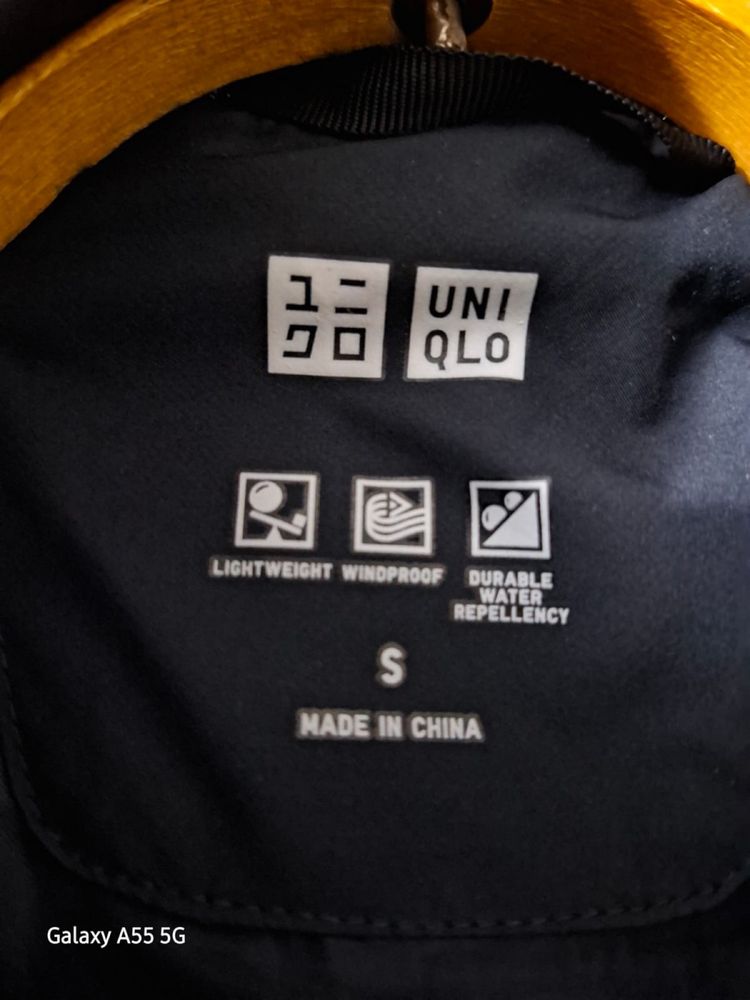 ユニ
クロ
UNI
QLO
LIGHTWEIGHT WINDPROOF DURABLE
WATER
REPELLENCY
S
MADE IN CHINA
Galaxy A55 5G